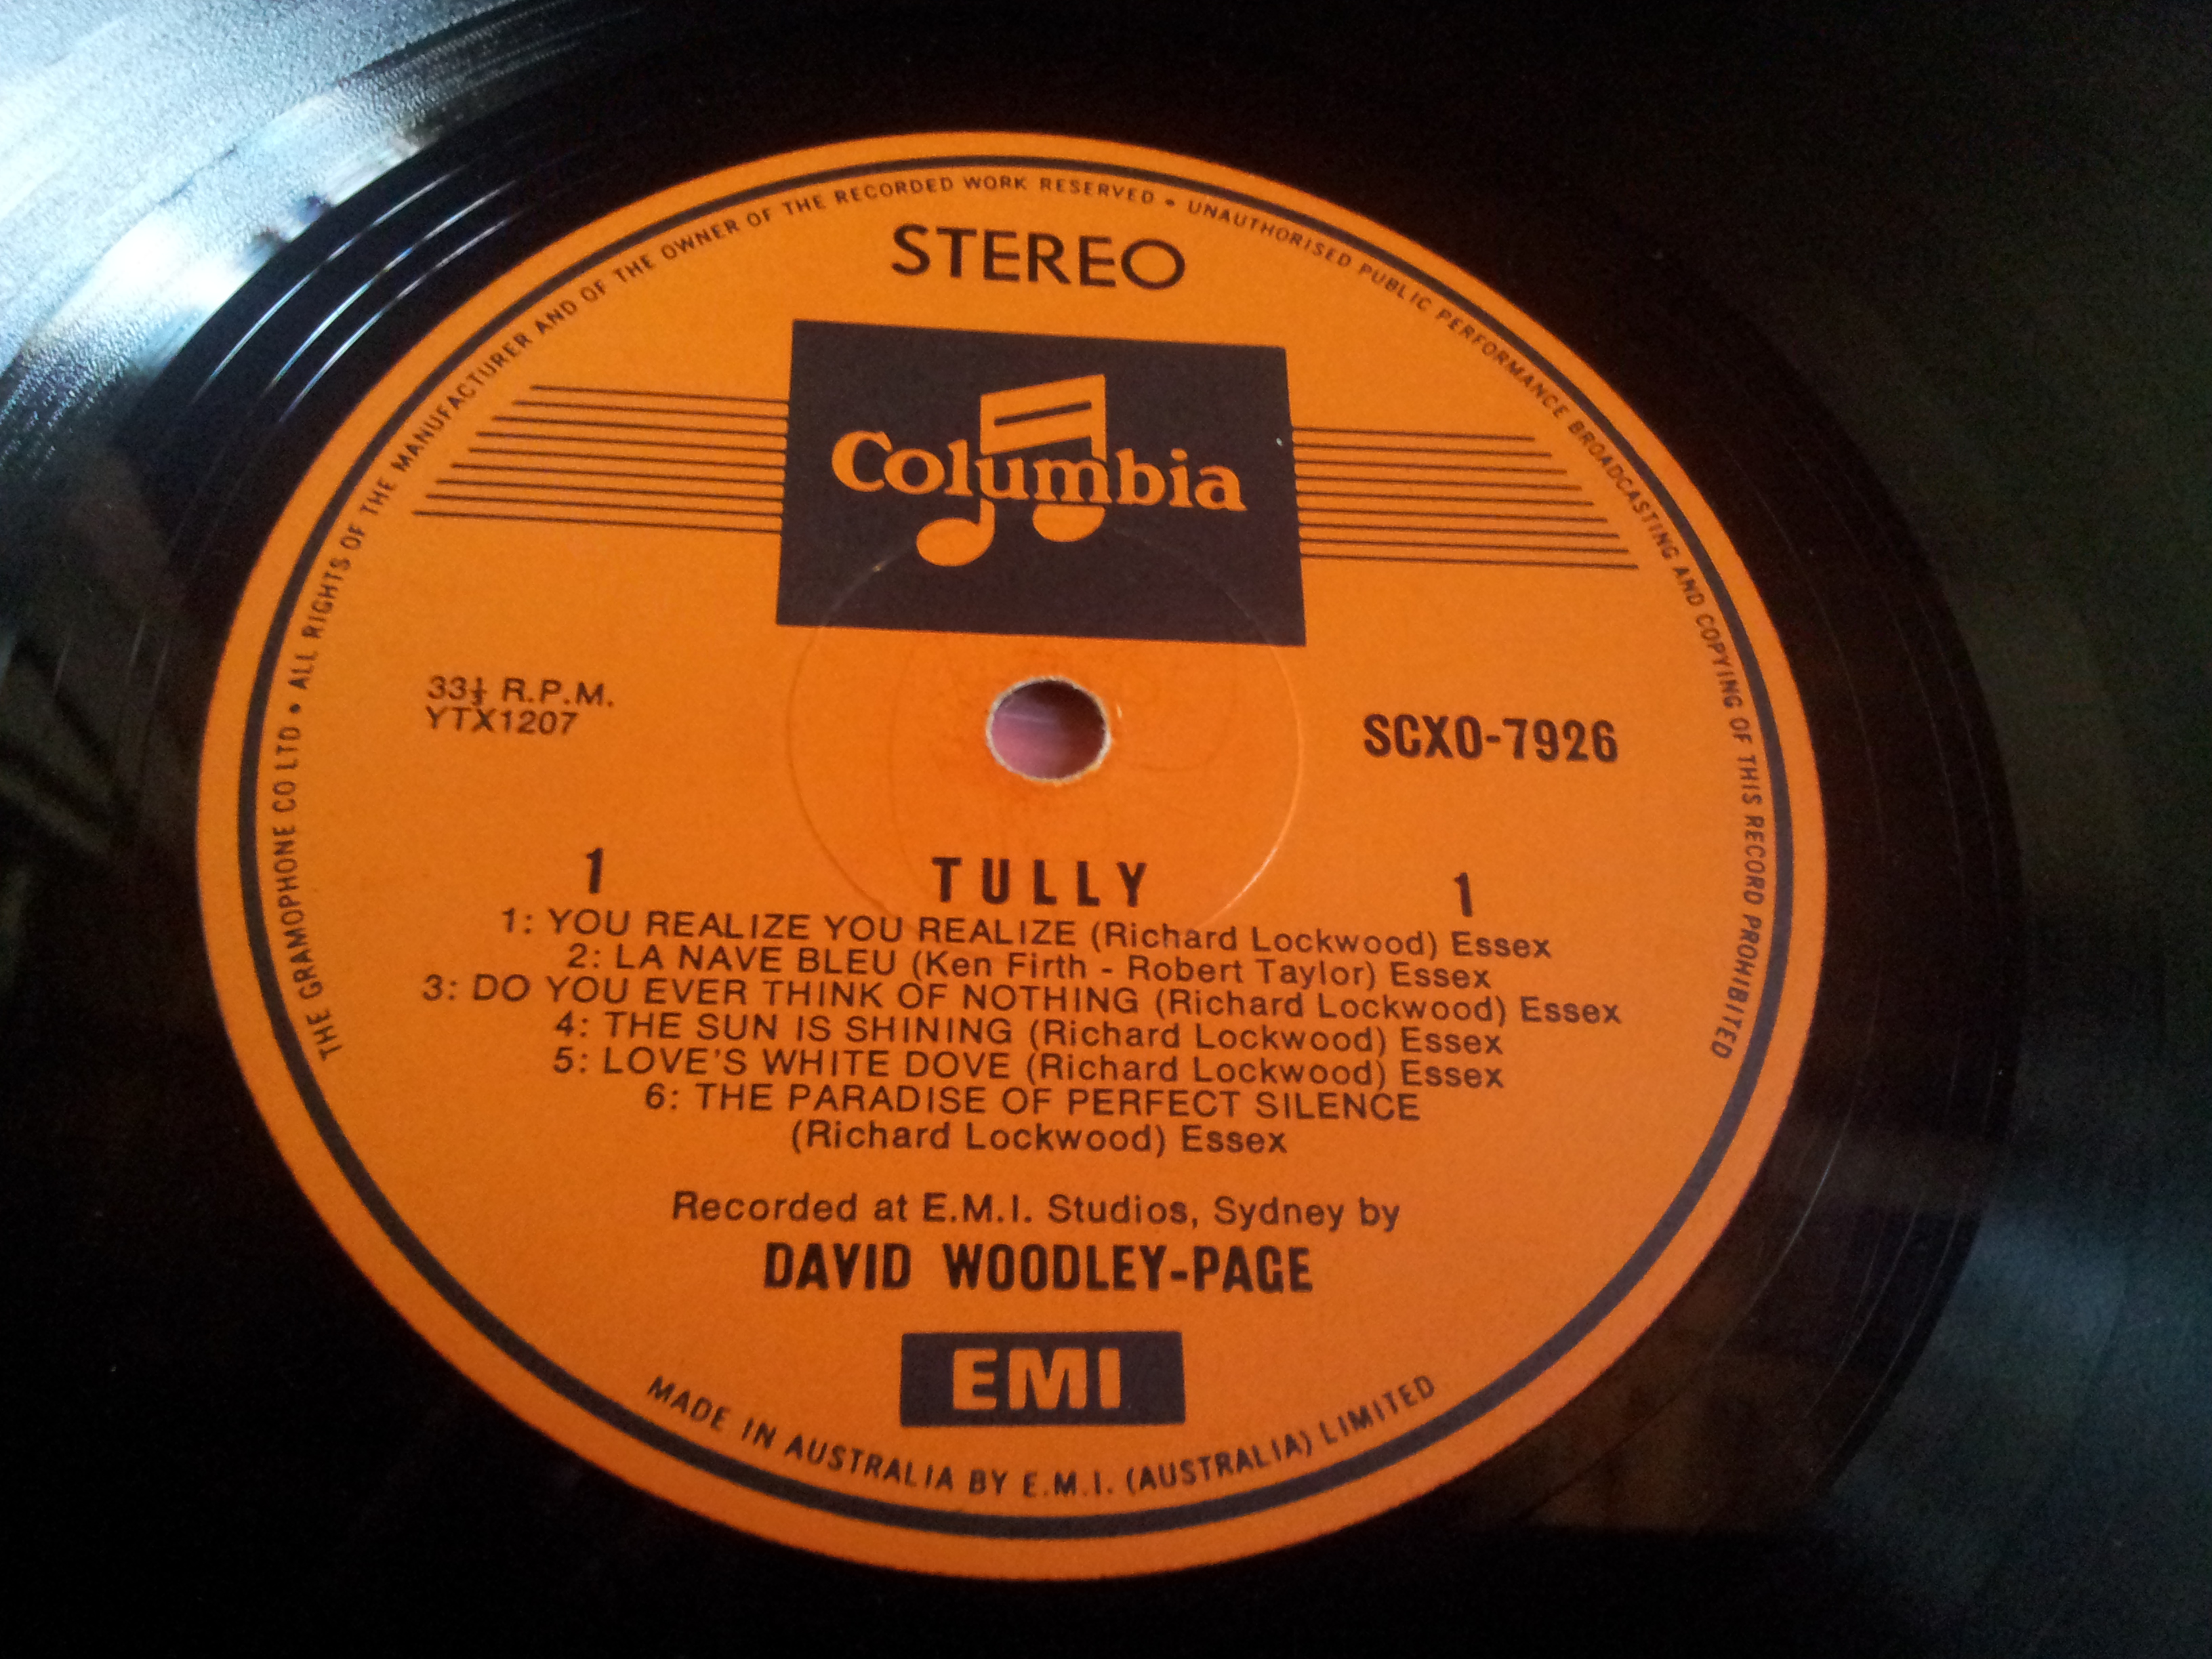 THE GRAMOPHONE CO LTD • ALL RIGHTS OF THE MANUFACTURER AND OF THE OWNER OF THE RECORDED WORK RESERVED • UNAUTHORISED PUBLIC PERFORMANCE BROADCASTING AND COPYING OF THIS RECORD PROHIBITED
STEREO
Columbia
33⅓ R.P.M.
YTX1207
SCXO-7926
1 TULLY 1
1: YOU REALIZE YOU REALIZE (Richard Lockwood) Essex
2: LA NAVE BLEU (Ken Firth - Robert Taylor) Essex
3: DO YOU EVER THINK OF NOTHING (Richard Lockwood) Essex
4: THE SUN IS SHINING (Richard Lockwood) Essex
5: LOVE'S WHITE DOVE (Richard Lockwood) Essex
6: THE PARADISE OF PERFECT SILENCE
(Richard Lockwood) Essex
Recorded at E.M.I. Studios, Sydney by
DAVID WOODLEY-PAGE
EMI
MADE IN AUSTRALIA BY E.M.I. (AUSTRALIA) LIMITED